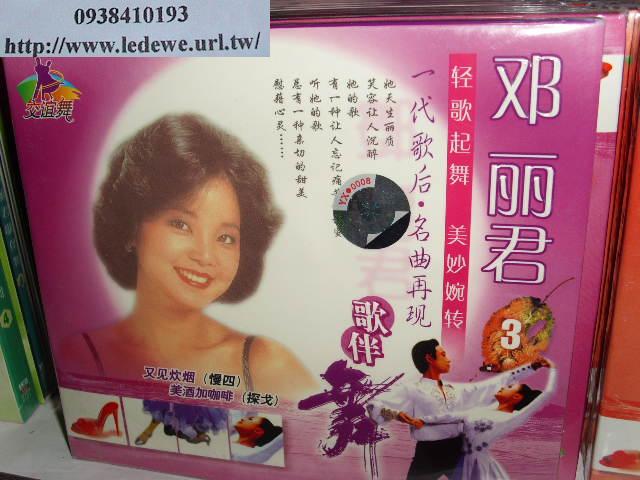 0938410193
http://www.ledewe.url.tw/
交谊舞
邓丽君
轻歌起舞 美妙婉转
一代歌后·名曲再现
她天生丽质
笑容让人沉醉
她的歌
有一种让人忘记痛
听她的歌
总有一种亲切的甜美
慰藉心灵……
YX●0008
3
歌伴舞
又见炊烟（慢四）
美酒加咖啡（探戈）